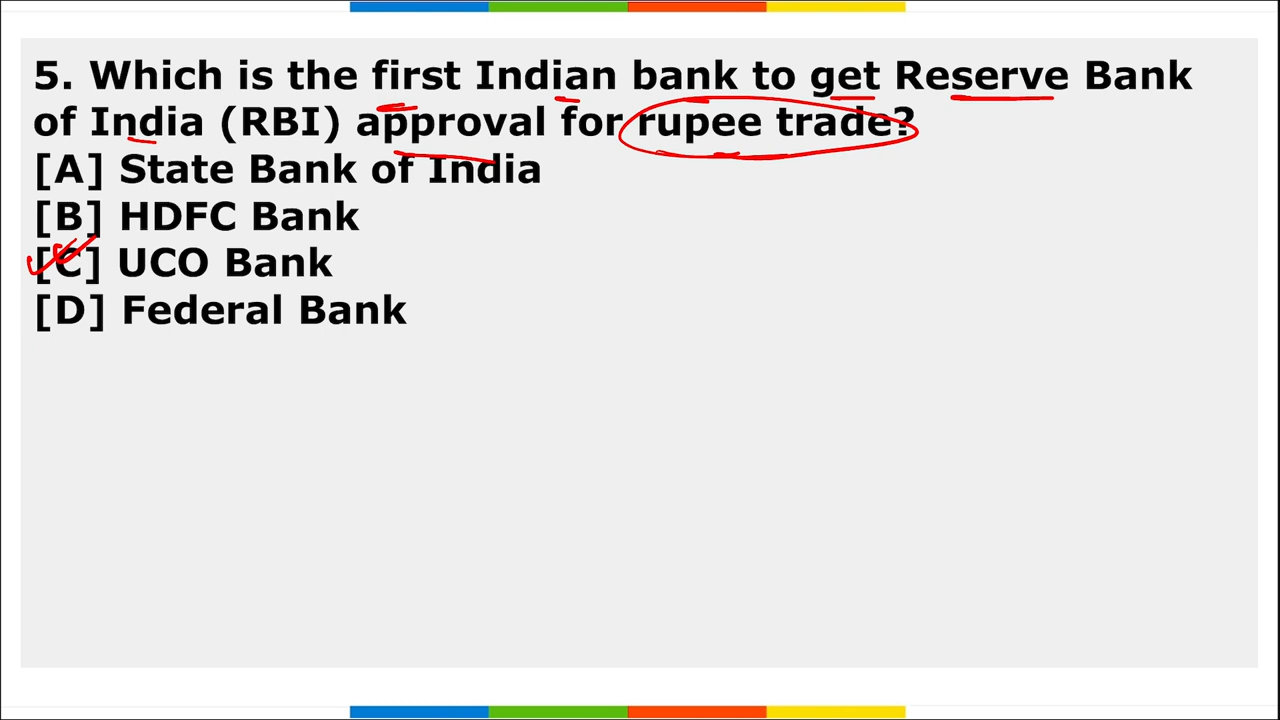 5. Which is the first Indian bank to get Reserve Bank
of India (RBI) approval for rupee trade?
[A] State Bank of India
[B] HDFC Bank
[C] UCO Bank
[D] Federal Bank